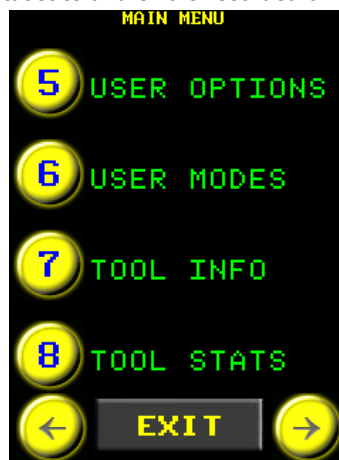 MAIN MENU
5 USER OPTIONS
6 USER MODES
7 TOOL INFO
8 TOOL STATS
← EXIT →